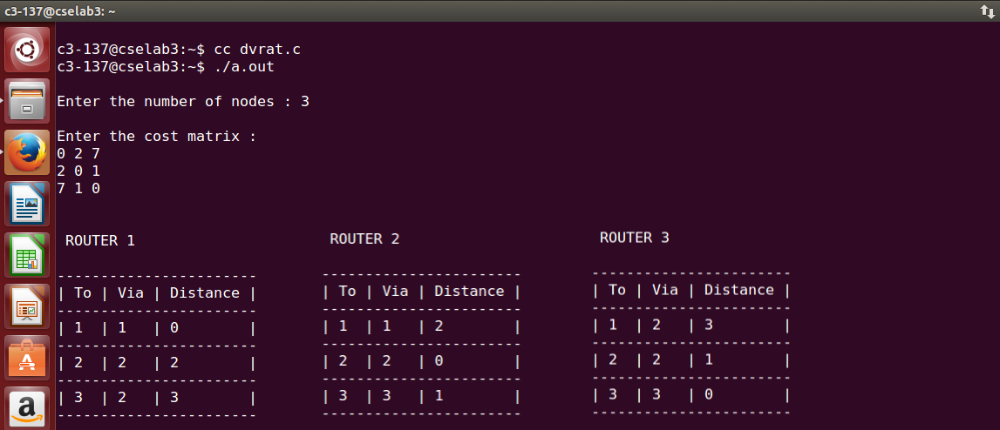 c3-137@cselab3: ~
c3-137@cselab3:~$ cc dvrat.c
c3-137@cselab3:~$ ./a.out
Enter the number of nodes : 3
Enter the cost matrix :
0 2 7
2 0 1
7 1 0
ROUTER 1
-----------------------
| To | Via | Distance |
-----------------------
| 1 | 1 | 0 |
-----------------------
| 2 | 2 | 2 |
-----------------------
| 3 | 2 | 3 |
-----------------------
ROUTER 2
-----------------------
| To | Via | Distance |
-----------------------
| 1 | 1 | 2 |
-----------------------
| 2 | 2 | 0 |
-----------------------
| 3 | 3 | 1 |
-----------------------
ROUTER 3
-----------------------
| To | Via | Distance |
-----------------------
| 1 | 2 | 3 |
-----------------------
| 2 | 2 | 1 |
-----------------------
| 3 | 3 | 0 |
-----------------------